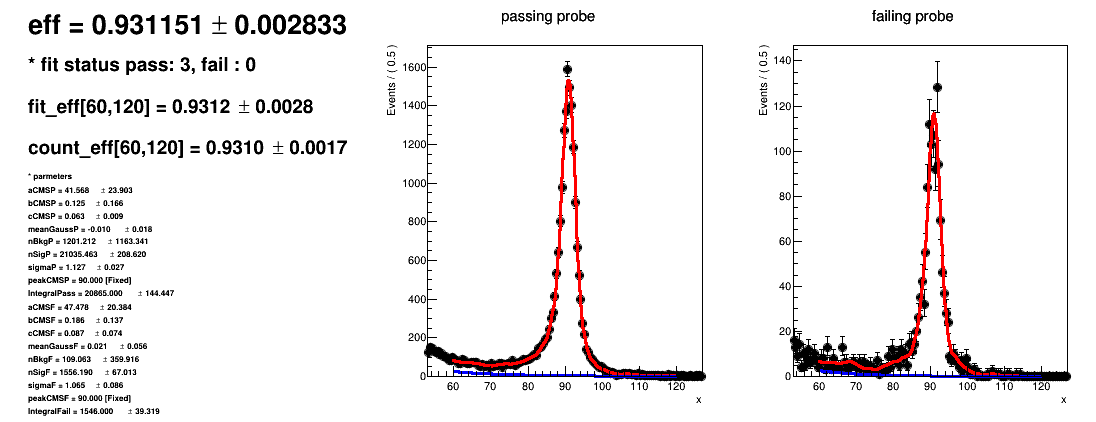 eff = 0.931151 ± 0.002833
* fit status pass: 3, fail : 0
fit_eff[60,120] = 0.9312 ± 0.0028
count_eff[60,120] = 0.9310 ± 0.0017
* parmeters
aCMSP = 41.568 ± 23.903
bCMSP = 0.125 ± 0.166
cCMSP = 0.063 ± 0.009
meanGaussP = -0.010 ± 0.018
nBkgP = 1201.212 ± 1163.341
nSigP = 21035.463 ± 208.620
sigmaP = 1.127 ± 0.027
peakCMSP = 90.000 [Fixed]
IntegralPass = 20865.000 ± 144.447
aCMSF = 47.478 ± 20.384
bCMSF = 0.186 ± 0.137
cCMSF = 0.087 ± 0.074
meanGaussF = 0.021 ± 0.056
nBkgF = 109.063 ± 359.916
nSigF = 1556.190 ± 67.013
sigmaF = 1.065 ± 0.086
peakCMSF = 90.000 [Fixed]
IntegralFail = 1546.000 ± 39.319
passing probe
Events / ( 0.5 )
1600
1400
1200
1000
800
600
400
200
0
60 70 80 90 100 110 120
x
failing probe
Events / ( 0.5 )
140
120
100
80
60
40
20
0
60 70 80 90 100 110 120
x